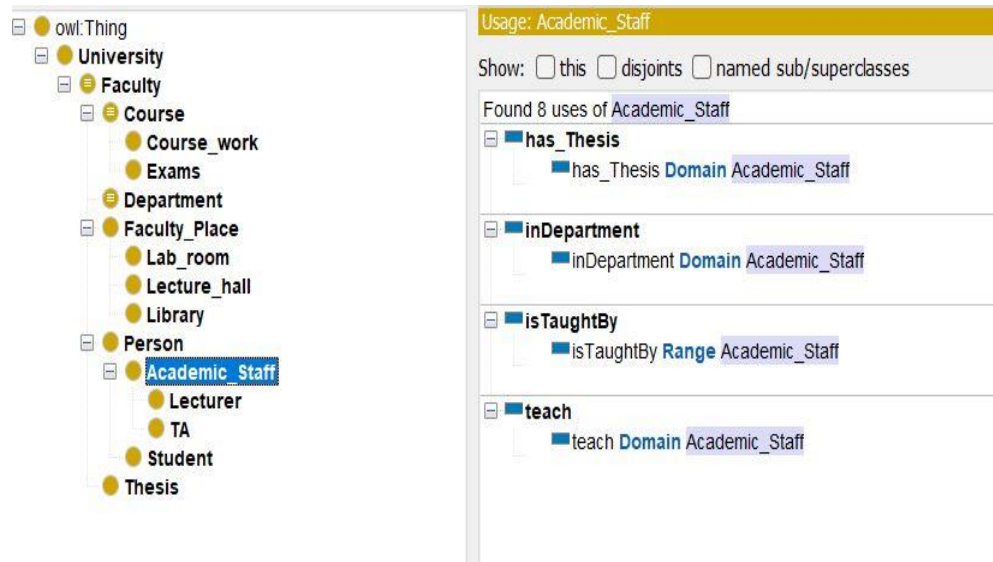 owl:Thing
University
Faculty
Course
Course_work
Exams
Department
Faculty_Place
Lab_room
Lecture_hall
Library
Person
Academic_Staff
Lecturer
TA
Student
Thesis
Usage: Academic_Staff
Show: this disjoints named sub/superclasses
Found 8 uses of Academic_Staff
has_Thesis
has_Thesis Domain Academic_Staff
inDepartment
inDepartment Domain Academic_Staff
isTaughtBy
isTaughtBy Range Academic_Staff
teach
teach Domain Academic_Staff